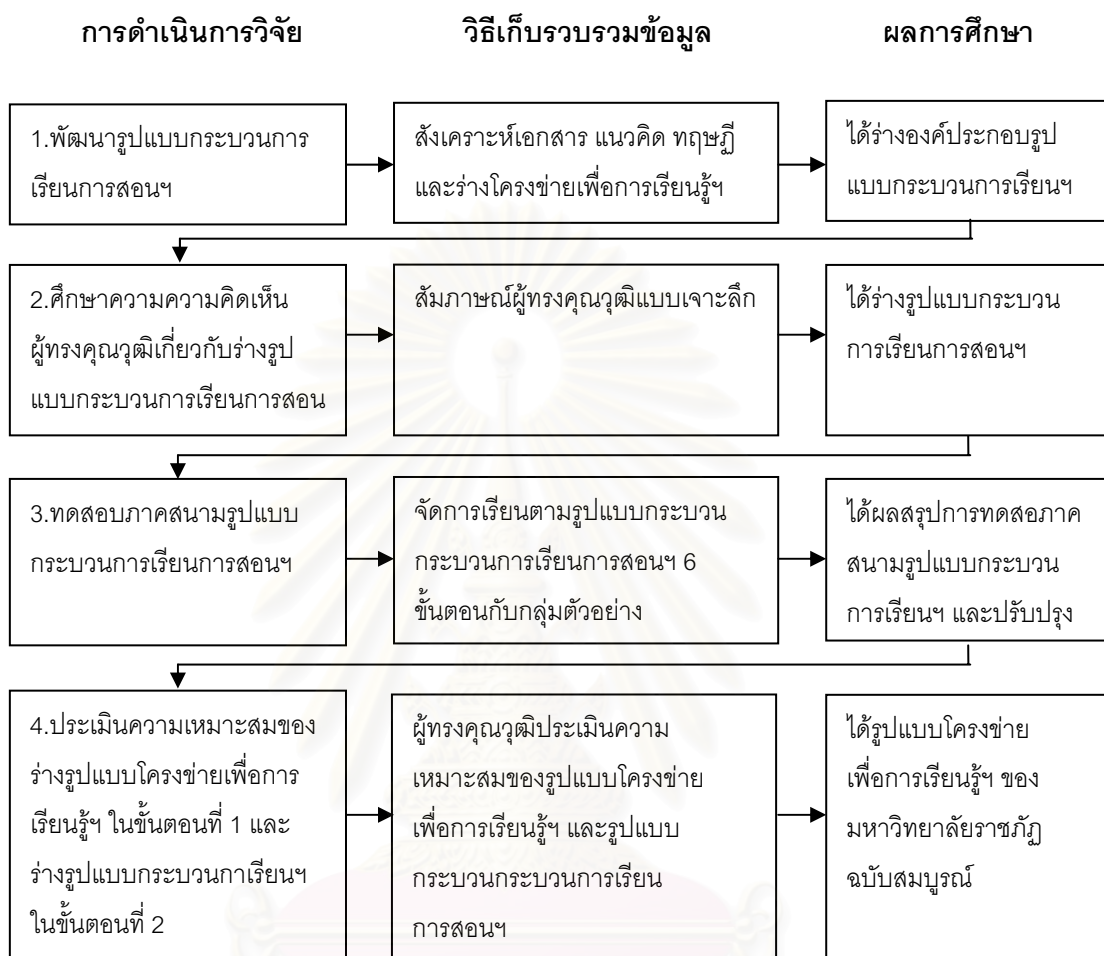 การดำเนินการวิจัย
วิธีเก็บรวบรวมข้อมูล
ผลการศึกษา
1.พัฒนารูปแบบกระบวนการ
เรียนการสอนฯ
สังเคราะห์เอกสาร แนวคิด ทฤษฏี
และร่างโครงข่ายเพื่อการเรียนรู้ฯ
ได้ร่างองค์ประกอบรูป
แบบกระบวนการเรียนฯ
2.ศึกษาความความคิดเห็น
ผู้ทรงคุณวุฒิเกี่ยวกับร่างรูป
แบบกระบวนการเรียนการสอน
สัมภาษณ์ผู้ทรงคุณวุฒิแบบเจาะลึก
ได้ร่างรูปแบบกระบวน
การเรียนการสอนฯ
3.ทดสอบภาคสนามรูปแบบ
กระบวนการเรียนการสอนฯ
จัดการเรียนตามรูปแบบกระบวน
กระบวนการเรียนการสอนฯ 6
ขั้นตอนกับกลุ่มตัวอย่าง
ได้ผลสรุปการทดสอภาค
สนามรูปแบบกระบวน
การเรียนฯ และปรับปรุง
4.ประเมินความเหมาะสมของ
ร่างรูปแบบโครงข่ายเพื่อการ
เรียนรู้ฯ ในขั้นตอนที่ 1 และ
ร่างรูปแบบกระบวนกาเรียนฯ
ในขั้นตอนที่ 2
ผู้ทรงคุณวุฒิประเมินความ
เหมาะสมของรูปแบบโครงข่าย
เพื่อการเรียนรู้ฯ และรูปแบบ
กระบวนกระบวนการเรียน
การสอนฯ
ได้รูปแบบโครงข่าย
เพื่อการเรียนรู้ฯ ของ
มหาวิทยาลัยราชภัฏ
ฉบับสมบูรณ์